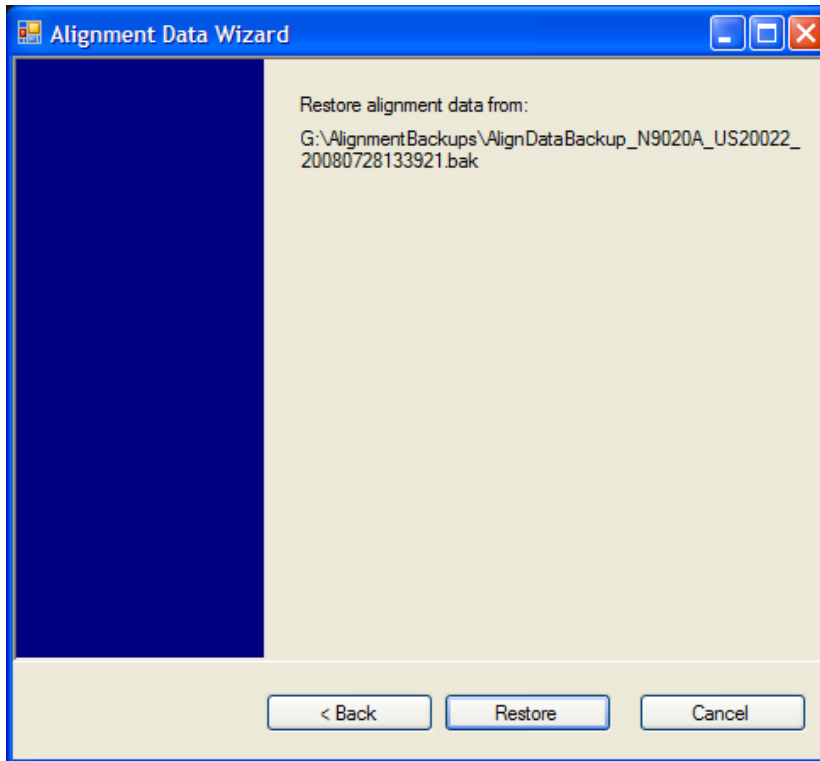 Alignment Data Wizard
Restore alignment data from:
G:\AlignmentBackups\AlignDataBackup_N9020A_US20022_
20080728133921.bak
< Back
Restore
Cancel